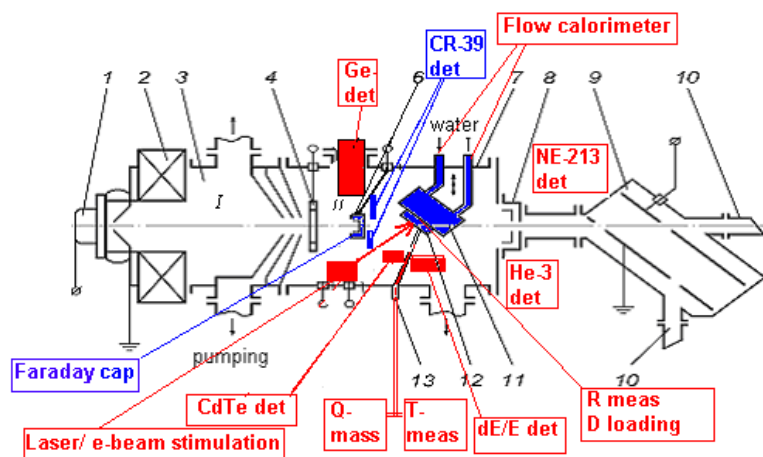 Flow calorimeter
CR-39
det
Ge-
det
1
2
3
4
6
7
8
9
10
water
NE-213
det
I
II
He-3
det
pumping
Faraday cap
13
12
11
10
CdTe det
Q-
mass
T-
meas
dE/E det
R meas
D loading
Laser/ e-beam stimulation